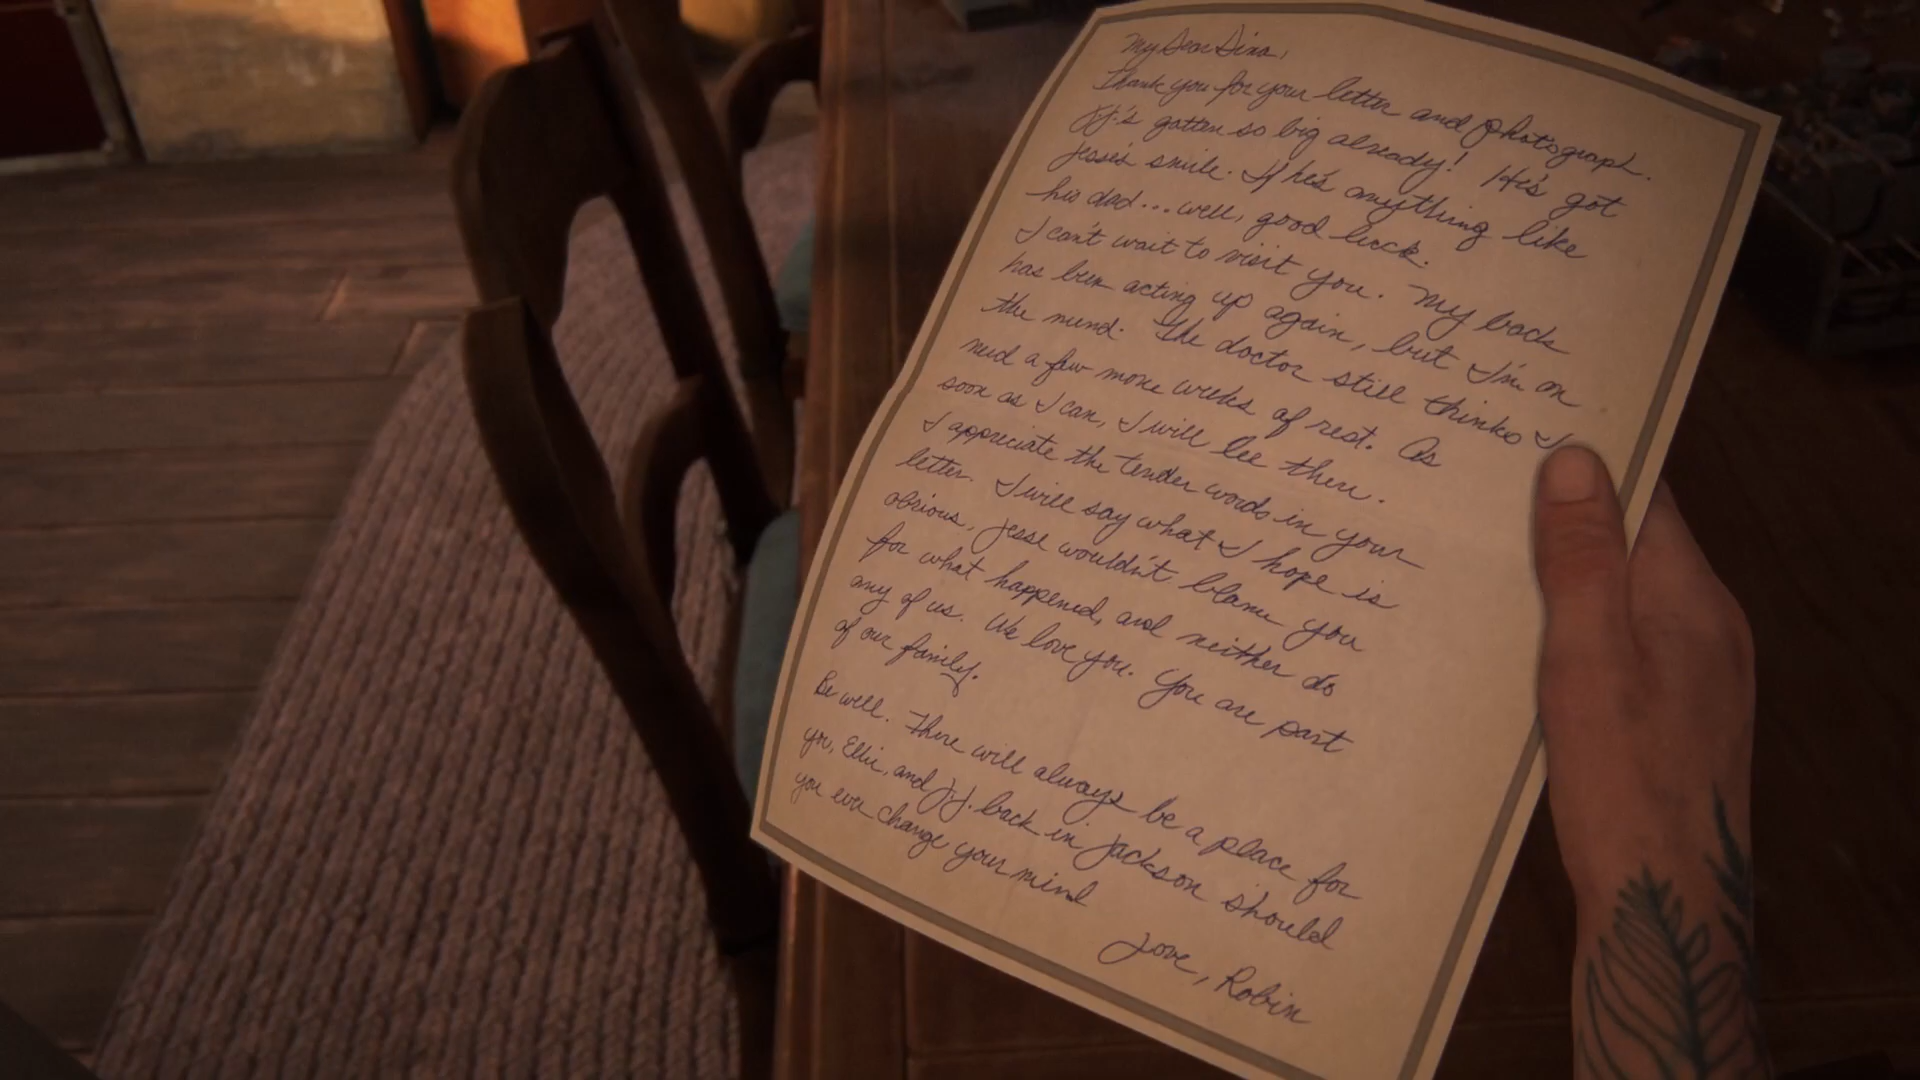 My Dear Dina,
Thank you for your letter and photograph.
JJ's gotten so big already! He's got
Jesse's smile. If he's anything like
his dad... well, good luck.
I can't wait to visit you. My back
has been acting up again, but I'm on
the mend. The doctor still thinks I
need a few more weeks of rest. As
soon as I can, I will be there.
I appreciate the tender words in your
letter. I will say what I hope is
obvious, Jesse wouldn't blame you
for what happened, and neither do
any of us. We love you. You are part
of our family.
Be well. There will always be a place for
you, Ellie, and J.J. back in Jackson should
you ever change your mind
Love, Robin